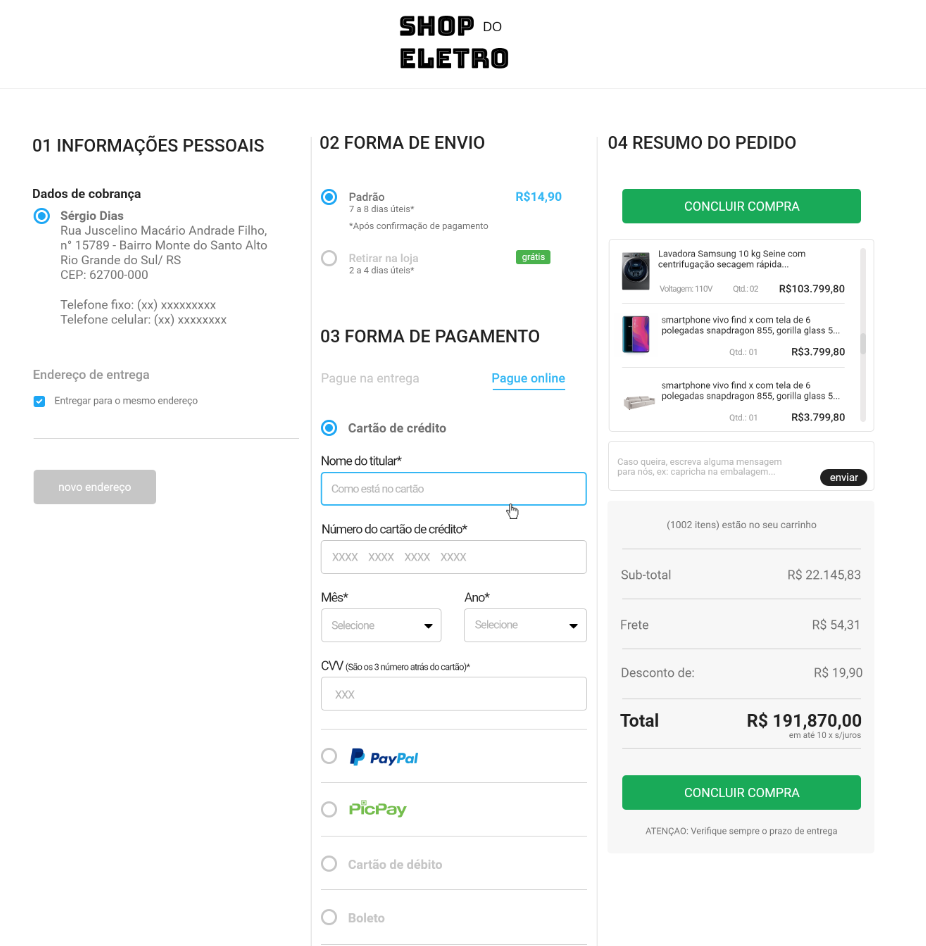 SHOP DO
ELETRO
01 INFORMAÇÕES PESSOAIS
Dados de cobrança
Sérgio Dias
Rua Juscelino Macário Andrade Filho,
n° 15789 - Bairro Monte do Santo Alto
Rio Grande do Sul/ RS
CEP: 62700-000
Telefone fixo: (xx) xxxxxxxxx
Telefone celular: (xx) xxxxxxxx
Endereço de entrega
Entregar para o mesmo endereço
novo endereço
02 FORMA DE ENVIO
Padrão R$14,90
7 a 8 dias úteis*
*Após confirmação de pagamento
Retirar na loja grátis
2 a 4 dias úteis*
03 FORMA DE PAGAMENTO
Pague na entrega Pague online
Cartão de crédito
Nome do titular*
Como está no cartão
Número do cartão de crédito*
XXXX XXXX XXXX XXXX
Mês* Ano*
Selecione Selecione
CVV (São os 3 número atrás do cartão)*
XXX
PayPal
PicPay
Cartão de débito
Boleto
04 RESUMO DO PEDIDO
CONCLUIR COMPRA
Lavadora Samsung 10 kg Seine com
centrifugação secagem rápida...
Voltagem: 110V Qtd.: 02 R$103.799,80
smartphone vivo find x com tela de 6
polegadas snapdragon 855, gorilla glass 5...
Qtd.: 01 R$3.799,80
smartphone vivo find x com tela de 6
polegadas snapdragon 855, gorilla glass 5...
Qtd.: 01 R$3.799,80
Caso queira, escreva alguma mensagem
para nós, ex: capricha na embalagem...
enviar
(1002 itens) estão no seu carrinho
Sub-total R$ 22.145,83
Frete R$ 54,31
Desconto de: R$ 19,90
Total R$ 191,870,00
em até 10 x s/juros
CONCLUIR COMPRA
ATENÇAO: Verifique sempre o prazo de entrega